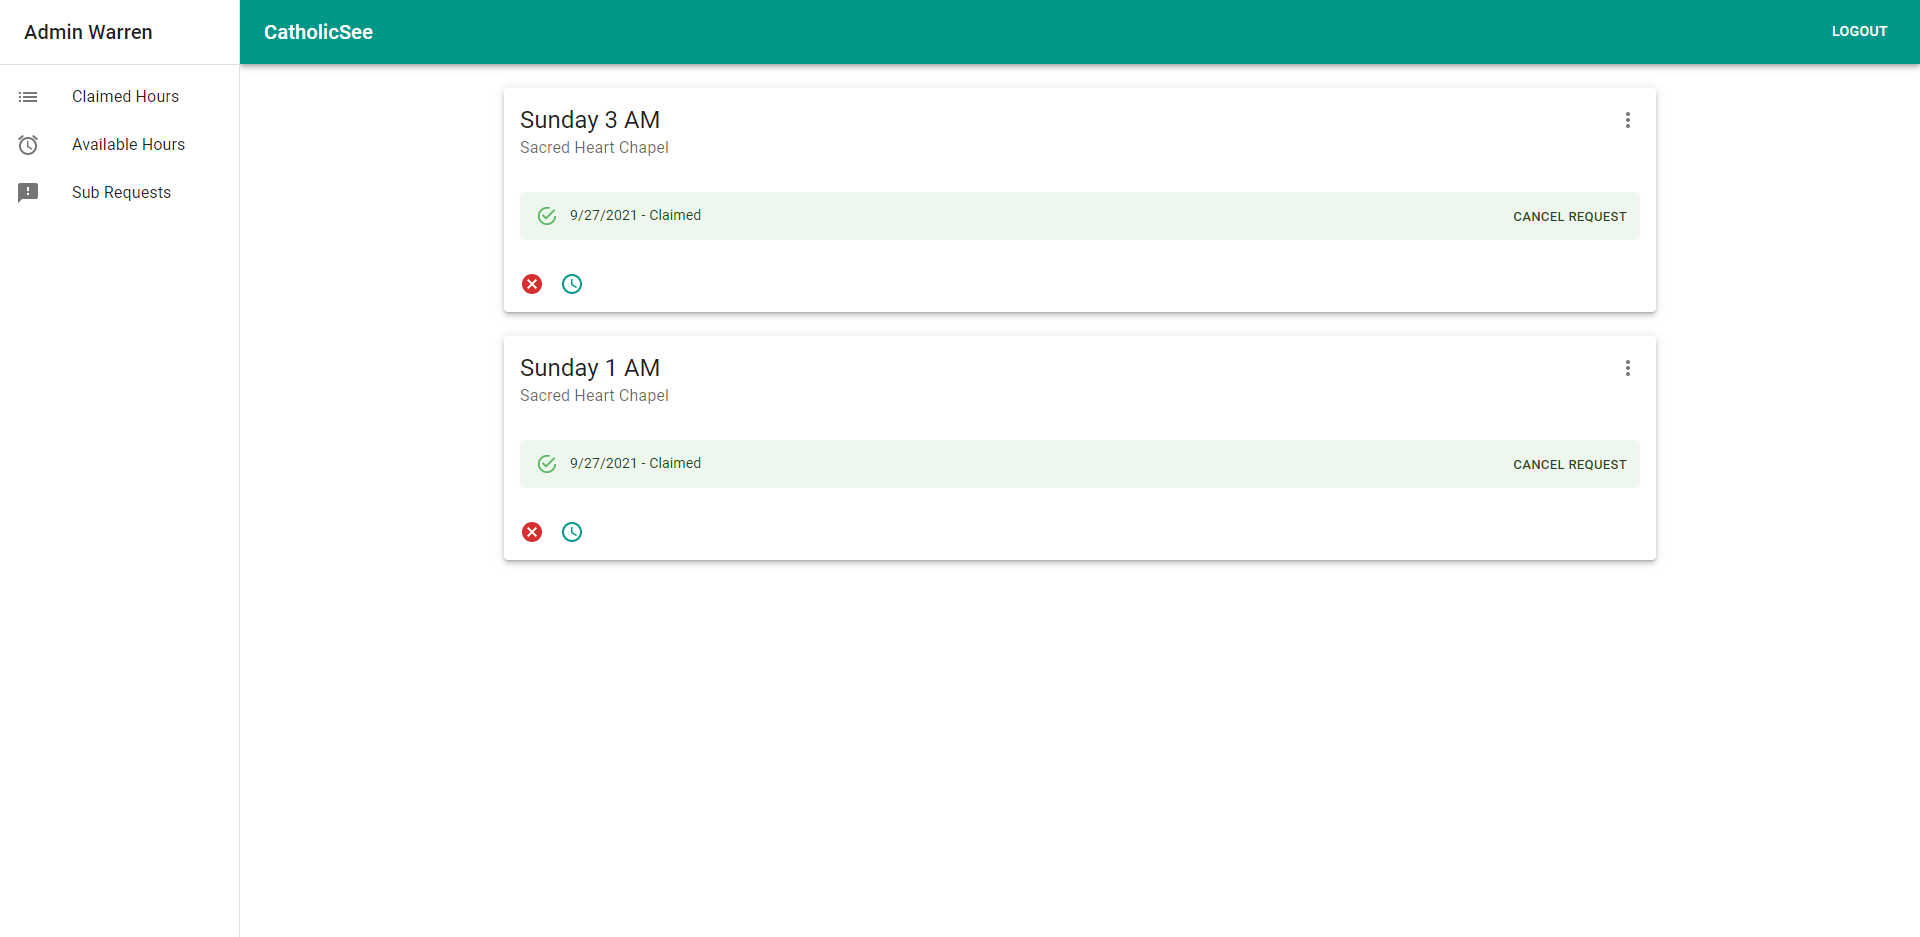 Admin Warren
CatholicSee
LOGOUT
Claimed Hours
Available Hours
Sub Requests
Sunday 3 AM
Sacred Heart Chapel
9/27/2021 - Claimed
CANCEL REQUEST
Sunday 1 AM
Sacred Heart Chapel
9/27/2021 - Claimed
CANCEL REQUEST